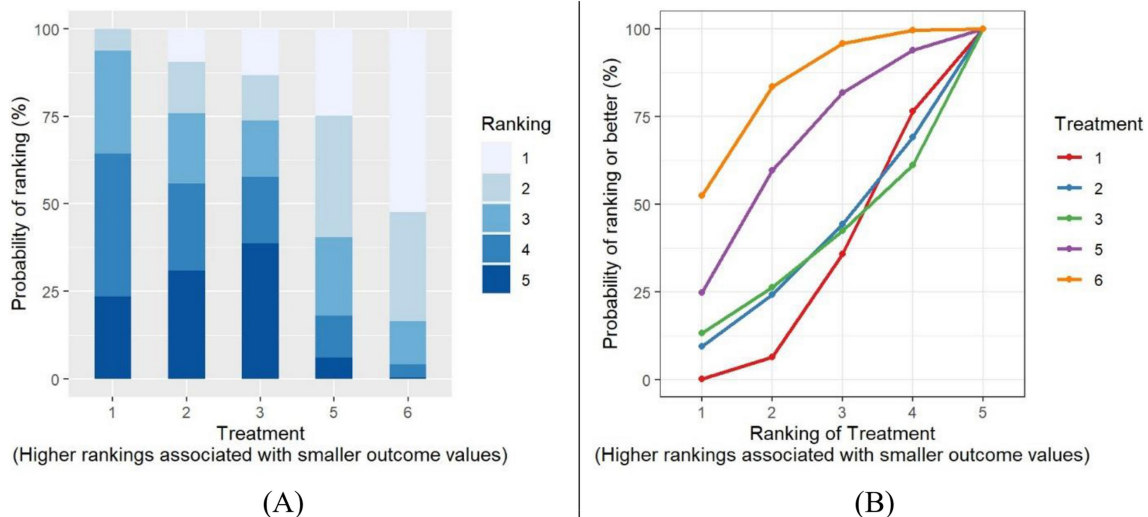 Probability of ranking (%)
100
75
50
25
0
1 2 3 5 6
Treatment
(Higher rankings associated with smaller outcome values)
Ranking
1
2
3
4
5
(A)
Probability of ranking or better (%)
100
75
50
25
0
1 2 3 4 5
Ranking of Treatment
(Higher rankings associated with smaller outcome values)
Treatment
1
2
3
5
6
(B)